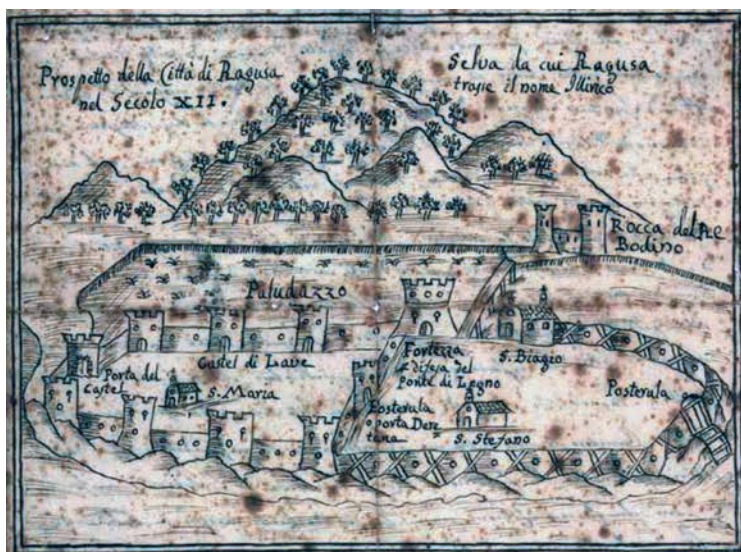 Prospetto della Città di Ragusa
nel Secolo XII.
Selva da cui Ragusa
trasse il nome Illirico
Rocca del Re
Bodino
Paludazzo
Castel di Lave
Porta del
Castel
S. Maria
Fortezza
e difesa del
Ponte di Legno
S. Biagio
Posterula
Posterula
o porta Dere
tana
S. Stefano